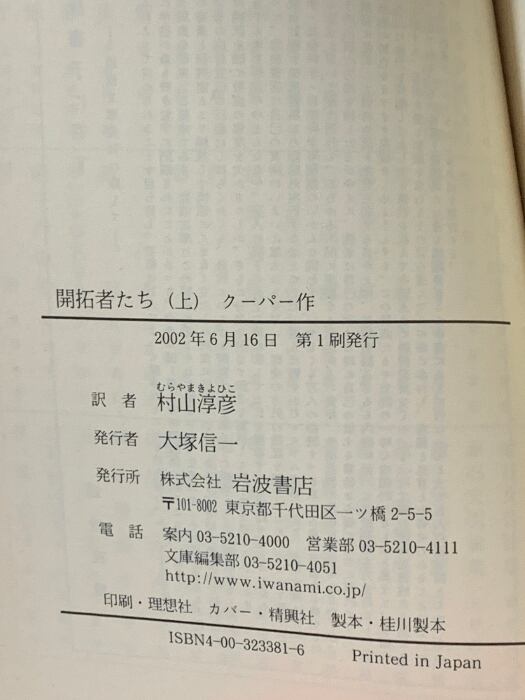 開拓者たち（上） クーパー作
2002年6月16日 第1刷発行
むらやまきよひこ
訳者 村山淳彦
発行者 大塚信一
発行所 株式会社 岩波書店
〒101-8002 東京都千代田区一ツ橋2-5-5
電話 案内 03-5210-4000 営業部 03-5210-4111
文庫編集部 03-5210-4051
http://www.iwanami.co.jp/
印刷・理想社 カバー・精興社 製本・桂川製本
ISBN4-00-323381-6 Printed in Japan